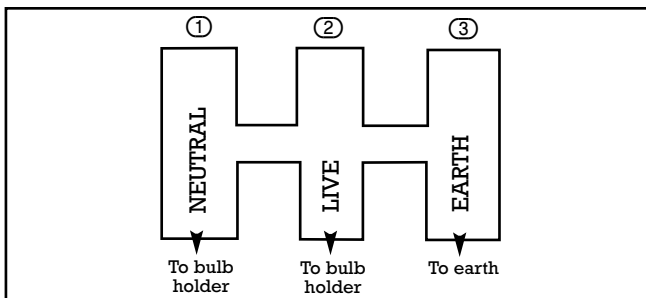 1 2 3
NEUTRAL LIVE EARTH
To bulb holder
To bulb holder
To earth